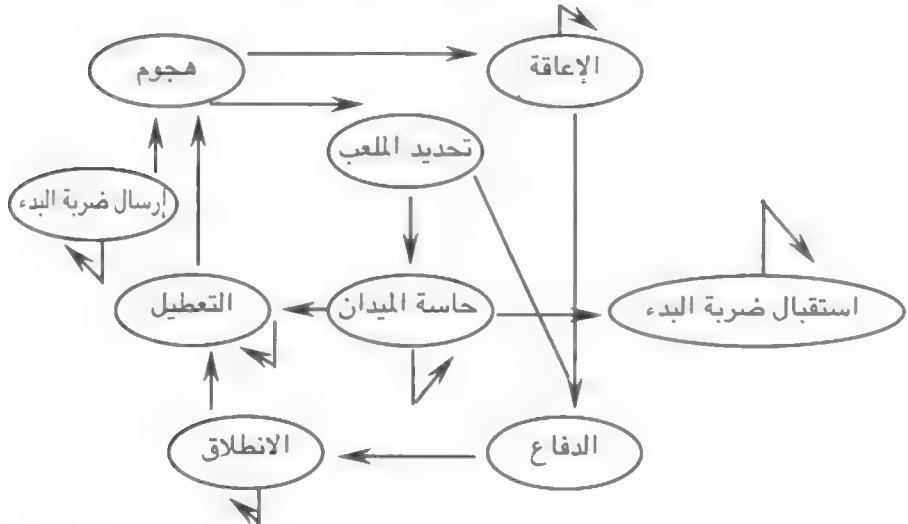 هجوم
الإعاقة
تحديد الملعب
إرسال ضربة البدء
التعطيل
حاسة الميدان
استقبال ضربة البدء
الانطلاق
الدفاع